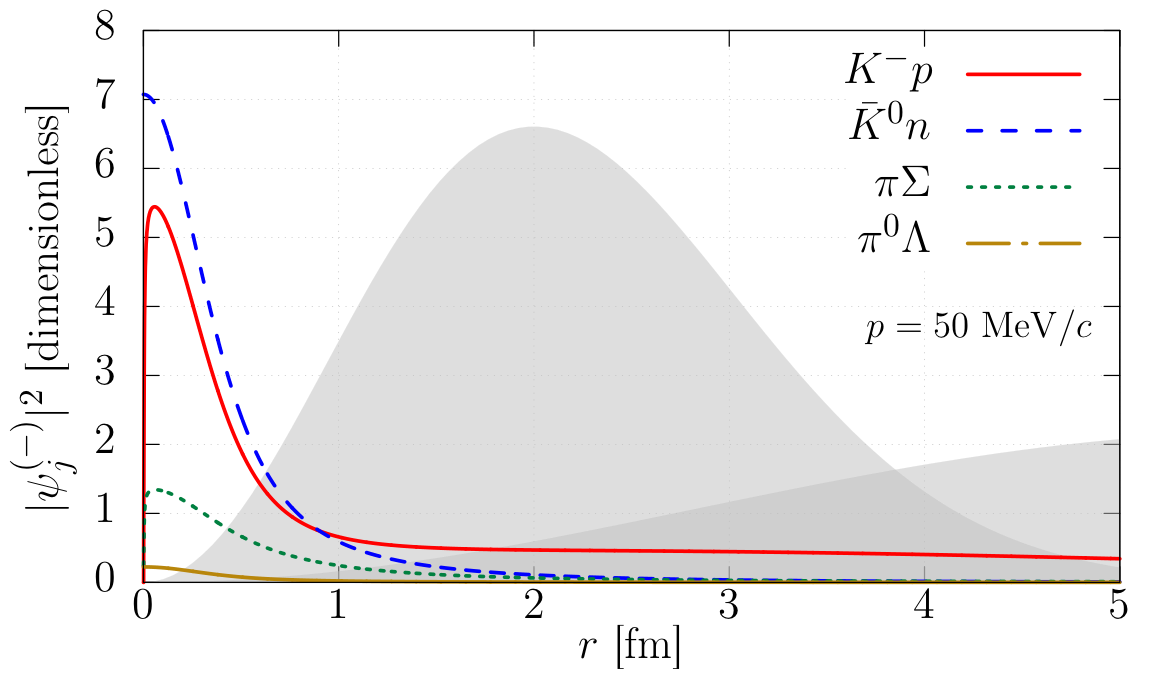 |ψ_j^(−)|² [dimensionless]
8
7
6
5
4
3
2
1
0
K⁻p
K̄⁰n
πΣ
π⁰Λ
p = 50 MeV/c
0 1 2 3 4 5
r [fm]